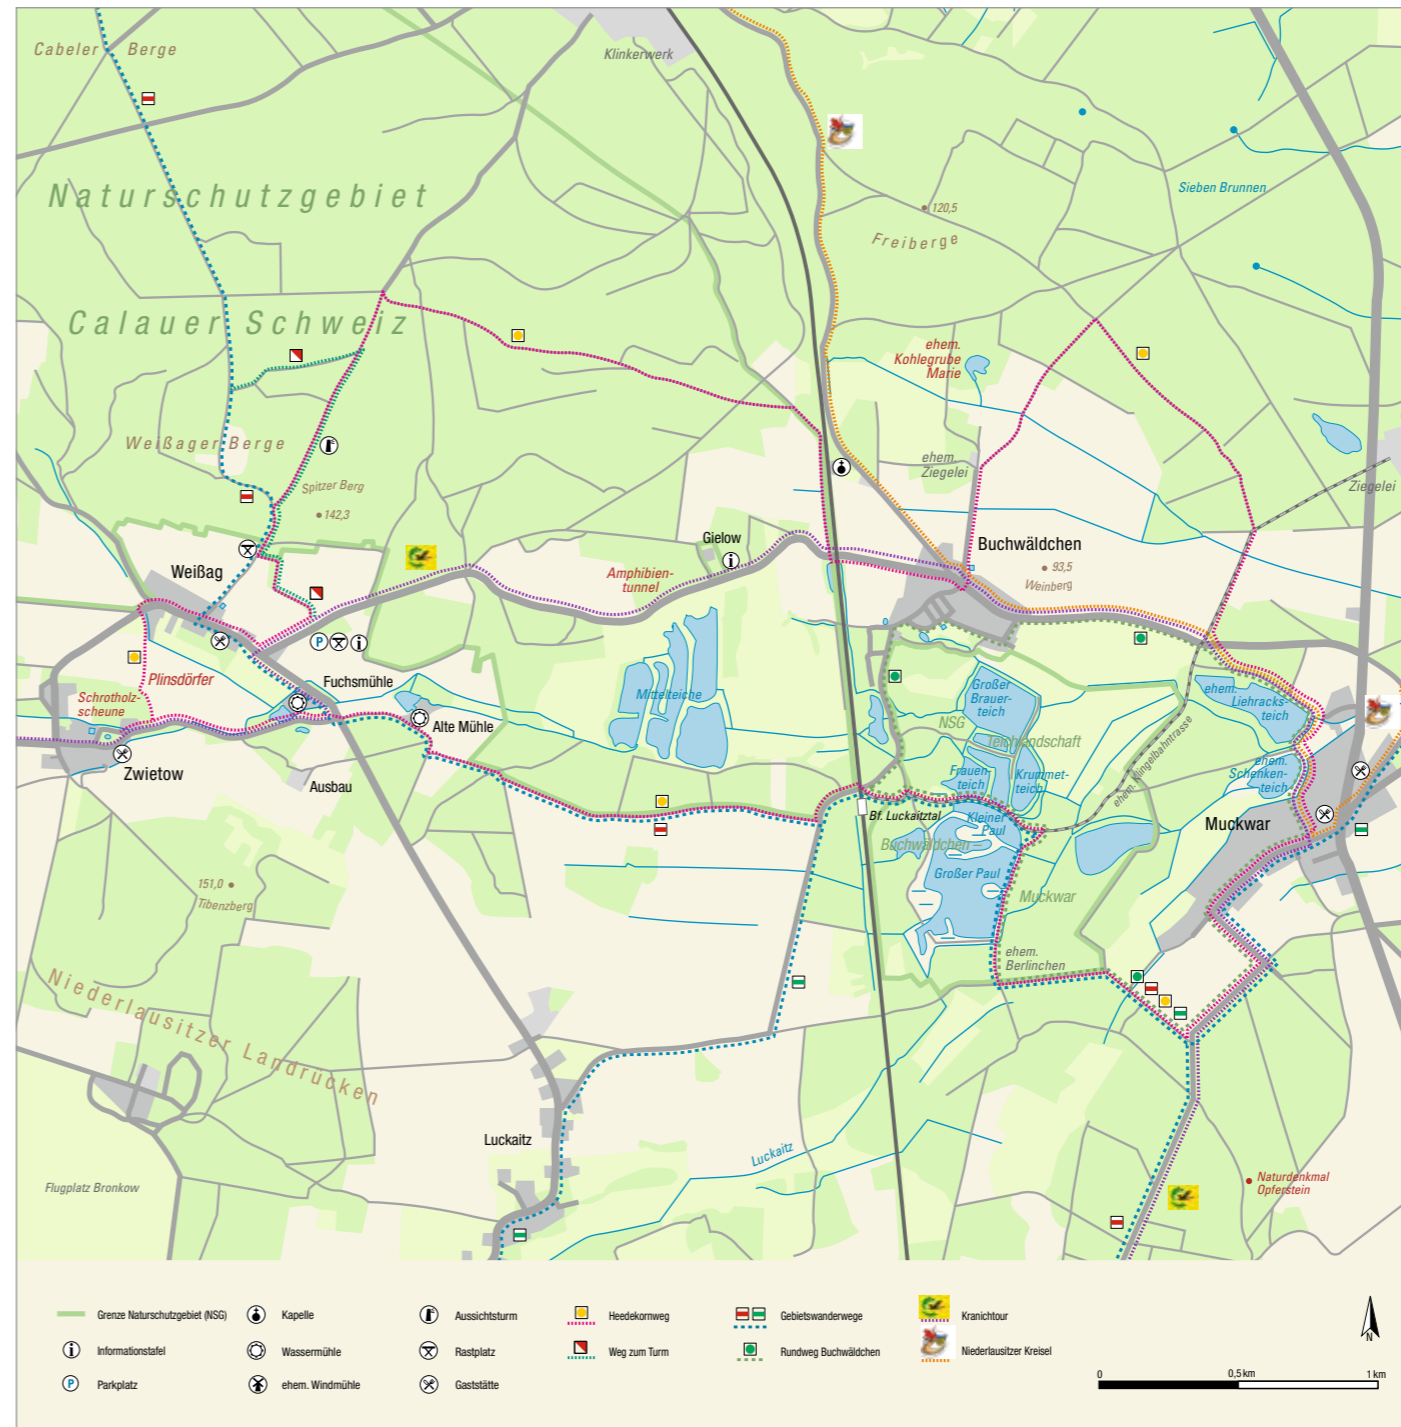 Cabeler Berge
Klinkerwerk
Naturschutzgebiet
Sieben Brunnen
120,5
Freiberge
Calauer Schweiz
ehem.
Kohlegrube
Marie
Weißager Berge
ehem.
Ziegelei
Spitzer Berg
142,3
Ziegelei
Gielow
Buchwäldchen
Weißag
Amphibien-
tunnel
93,5
Weinberg
P
Plinsdörfer
Fuchsmühle
Schrotholz-
scheune
Mittelteiche
Großer
Brauer-
teich
ehem.
Liehracks-
teich
NSG
Teichlandschaft
Alte Mühle
Zwietow
Frauen-
teich
Krummet-
teich
ehem. Klingelbahntrasse
ehem.
Schenken-
teich
Ausbau
Bf. Luckaitztal
Kleiner
Paul
Muckwar
Buchwäldchen –
Großer Paul
151,0
Tibenzberg
Muckwar
ehem.
Berlinchen
Niederlausitzer Landrücken
Luckaitz
Luckaitz
Naturdenkmal
Opferstein
Flugplatz Bronkow
Grenze Naturschutzgebiet (NSG)
Kapelle
Aussichtsturm
Heedekornweg
Gebietswanderwege
Kranichtour
Informationstafel
Wassermühle
Rastplatz
Weg zum Turm
Rundweg Buchwäldchen
Niederlausitzer Kreisel
N
P
Parkplatz
ehem. Windmühle
Gaststätte
0
0,5 km
1 km